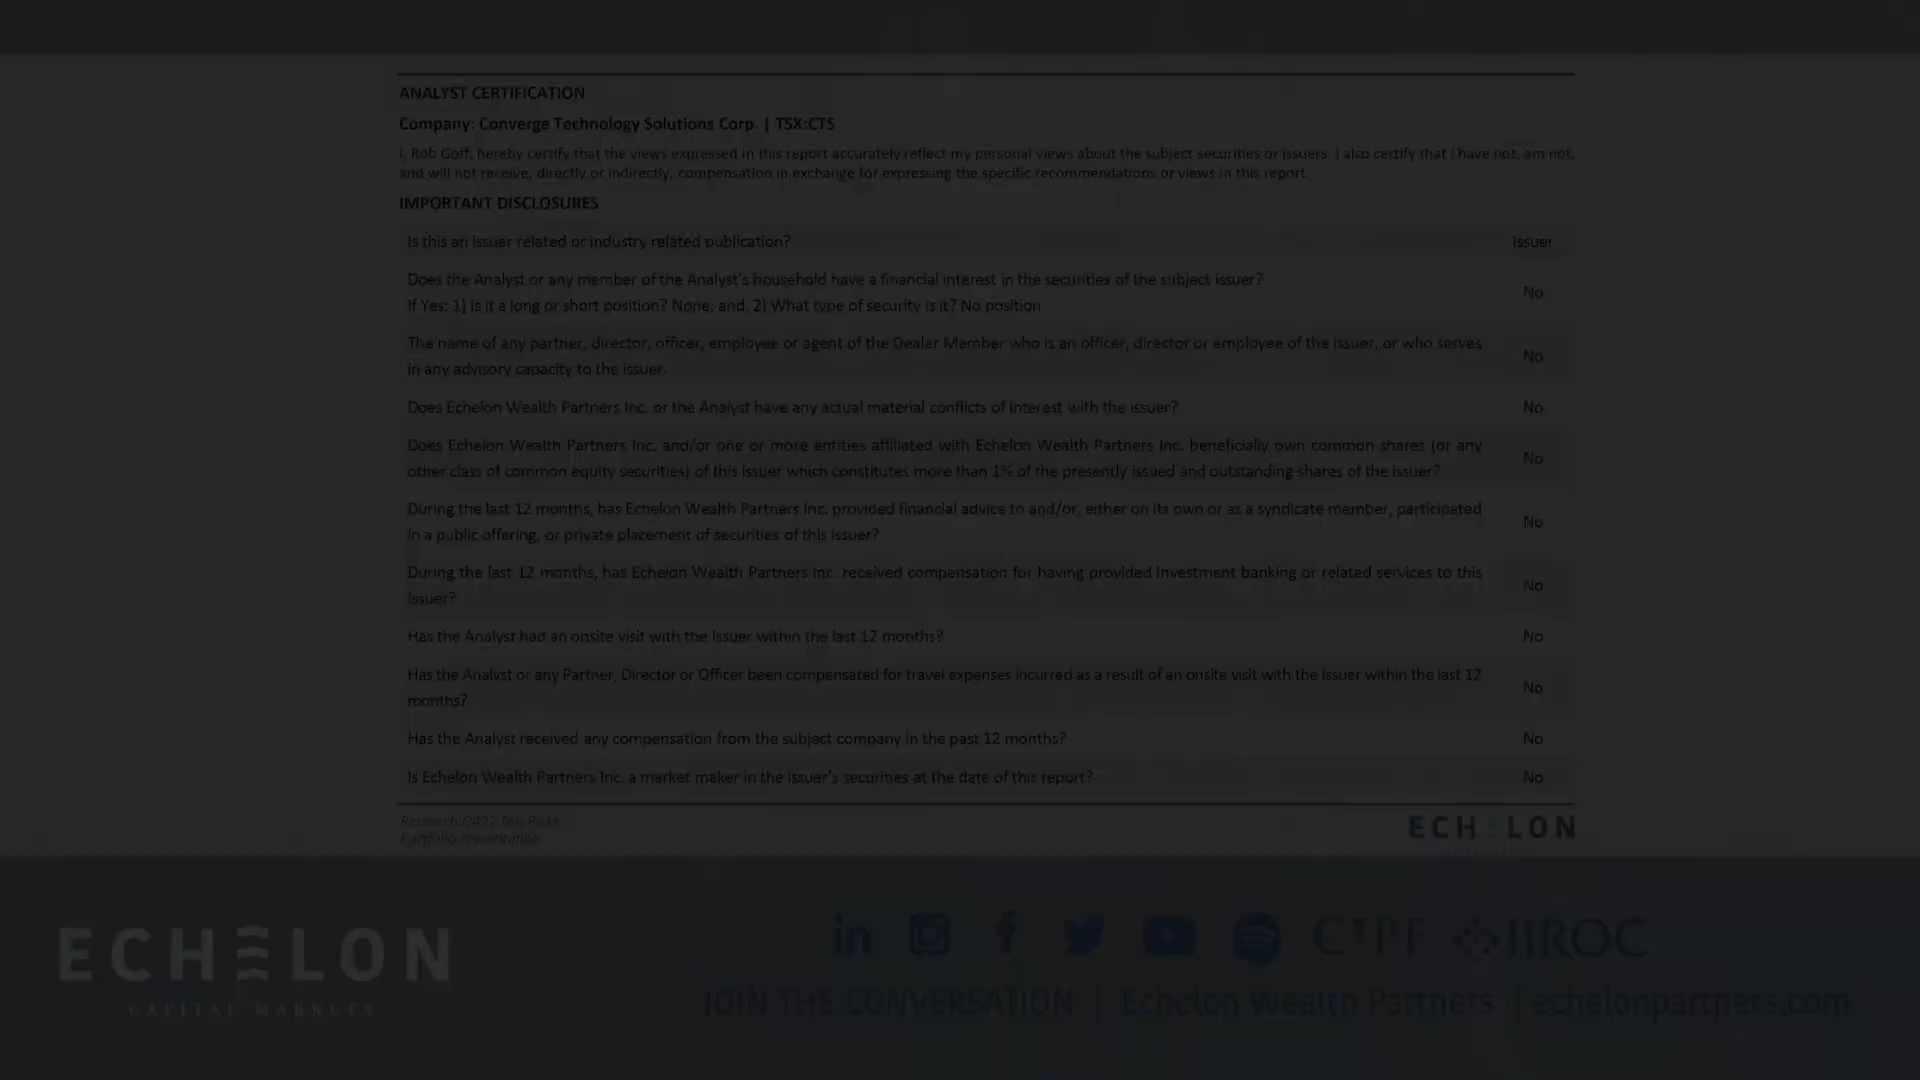 ANALYST CERTIFICATION
Company: Converge Technology Solutions Corp. | TSX:CTS
I, Rob Goff, hereby certify that the views expressed in this report accurately reflect my personal views about the subject securities or issuers. I also certify that I have not, am not,
and will not receive, directly or indirectly, compensation in exchange for expressing the specific recommendations or views in this report.
IMPORTANT DISCLOSURES
Is this an issuer related or industry related publication? Issuer
Does the Analyst or any member of the Analyst's household have a financial interest in the securities of the subject issuer?
If Yes: 1) Is it a long or short position? None; and, 2) What type of security is it? No position
No
The name of any partner, director, officer, employee or agent of the Dealer Member who is an officer, director or employee of the issuer, or who serves
in any advisory capacity to the issuer.
No
Does Echelon Wealth Partners Inc. or the Analyst have any actual material conflicts of interest with the issuer? No
Does Echelon Wealth Partners Inc. and/or one or more entities affiliated with Echelon Wealth Partners Inc. beneficially own common shares (or any
other class of common equity securities) of this issuer which constitutes more than 1% of the presently issued and outstanding shares of the issuer?
No
During the last 12 months, has Echelon Wealth Partners Inc. provided financial advice to and/or, either on its own or as a syndicate member, participated
in a public offering, or private placement of securities of this issuer?
No
During the last 12 months, has Echelon Wealth Partners Inc. received compensation for having provided investment banking or related services to this
issuer?
No
Has the Analyst had an onsite visit with the Issuer within the last 12 months? No
Has the Analyst or any Partner, Director or Officer been compensated for travel expenses incurred as a result of an onsite visit with the Issuer within the last 12
months?
No
Has the Analyst received any compensation from the subject company in the past 12 months? No
Is Echelon Wealth Partners Inc. a market maker in the issuer's securities at the date of this report? No
Research Q422 Top Picks
Portfolio Presentation
ECHELON
ECHELON
CAPITAL MARKETS
CIPF IIROC
JOIN THE CONVERSATION | Echelon Wealth Partners | echelonpartners.com